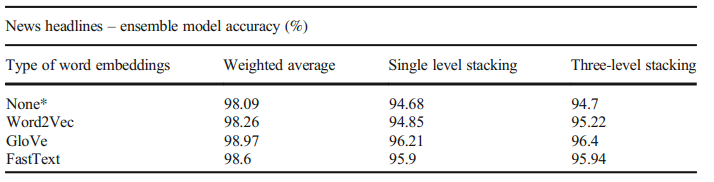 News headlines – ensemble model accuracy (%)
Type of word embeddings Weighted average Single level stacking Three-level stacking
None* 98.09 94.68 94.7
Word2Vec 98.26 94.85 95.22
GloVe 98.97 96.21 96.4
FastText 98.6 95.9 95.94